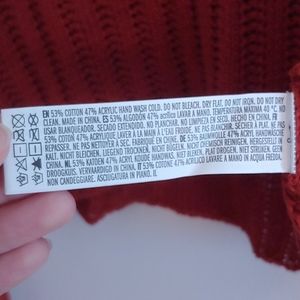 EN 53% COTTON 47% ACRYLIC HAND WASH COLD. DO NOT BLEACH. DRY FLAT. DO NOT IRON. DO NOT DRY
CLEAN. MADE IN CHINA. ES 53% ALGODÓN 47% acrílica LAVAR A MANO. TEMPERATURA MAXIMA 40 °C. NO
USAR BLANQUEADOR. SECADO EXTENDIDO. NO PLANCHAR. NO LIMPIEZA EN SECO. HECHO EN CHINA. FR
53% COTON 47% ACRYLIQUE LAVER À LA MAIN À L'EAU FROIDE. NE PAS BLANCHIR. SÉCHER À PLAT. NE PAS
REPASSER. NE PAS NETTOYER À SEC. FABRIQUÉ EN CHINE. DE 53% BAUMWOLLE 47% ACRYL HANDWÄSCHE
KALT. NICHT BLEICHEN. LIEGEND TROCKNEN. NICHT BÜGELN. NICHT CHEMISCH REINIGEN. HERGESTELLT IN
CHINA. NL 53% KATOEN 47% ACRYL KOUDE HANDWAS. NIET BLEKEN. PLAT DROGEN. NIET STRIJKEN. GEEN
DROOGKUIS. VERVAARDIGD IN CHINA. IT 53% COTONE 47% ACRILICO LAVARE A MANO IN ACQUA FREDDA.
NON CANDEGGIARE. ASCIUGARE IN PIANO.